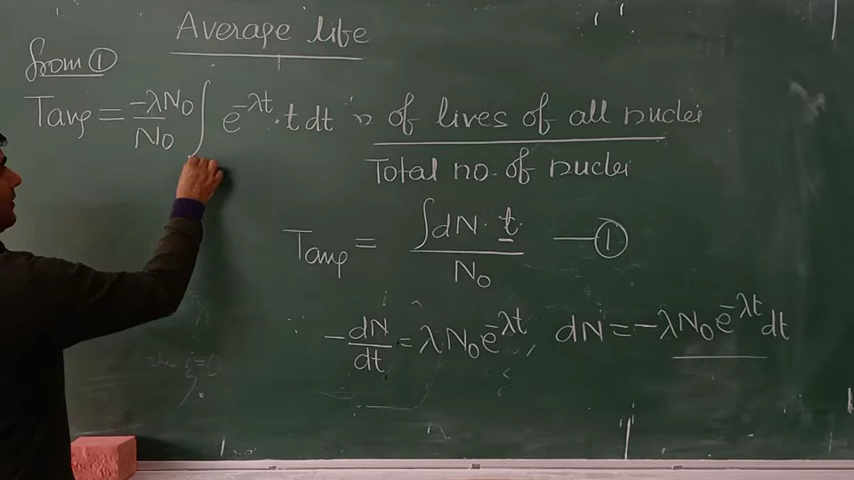 Average life
from ①
Tavg = -λN₀/N₀ ∫ e^-λt · t dt n of lives of all nuclei / Total no. of nuclei
Tavg = ∫dN · t / N₀ — ①
-dN/dt = λN₀e^-λt, dN = -λN₀e^-λt dt